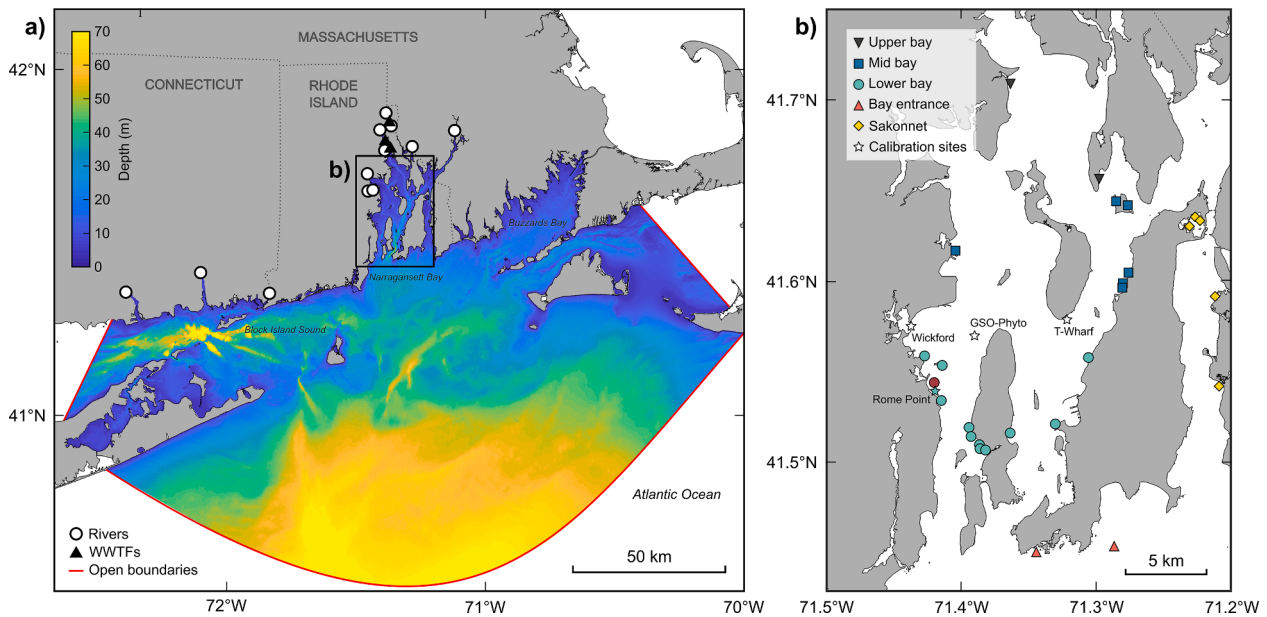 a)
70
60
50
40
30
20
10
0
Depth (m)
MASSACHUSETTS
CONNECTICUT
RHODE
ISLAND
b)
Buzzards Bay
Narragansett Bay
Block Island Sound
Atlantic Ocean
Rivers
WWTFs
Open boundaries
50 km
42°N
41°N
72°W
71°W
70°W
b)
Upper bay
Mid bay
Lower bay
Bay entrance
Sakonnet
Calibration sites
Wickford
GSO-Phyto
T-Wharf
Rome Point
5 km
41.7°N
41.6°N
41.5°N
71.5°W
71.4°W
71.3°W
71.2°W